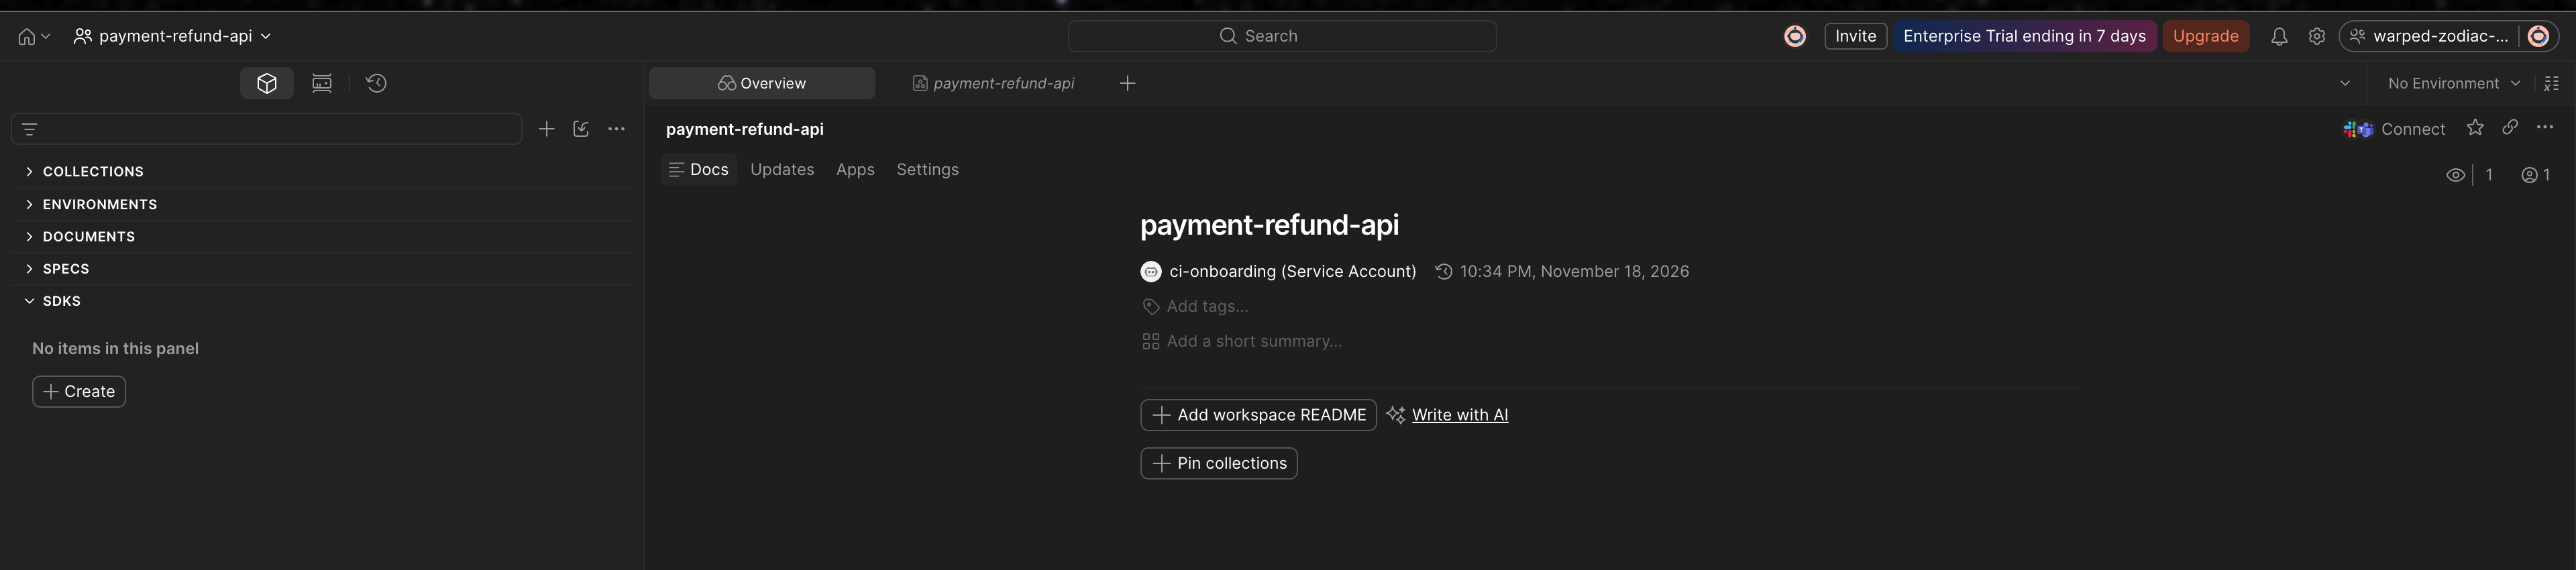 payment-refund-api
Search
Invite
Enterprise Trial ending in 7 days
Upgrade
warped-zodiac-...
Overview
payment-refund-api
No Environment
payment-refund-api
Connect
COLLECTIONS
ENVIRONMENTS
DOCUMENTS
SPECS
SDKS
No items in this panel
Create
Docs
Updates
Apps
Settings
1
1
payment-refund-api
ci-onboarding (Service Account)
10:34 PM, November 18, 2026
Add tags...
Add a short summary...
Add workspace README
Write with AI
Pin collections